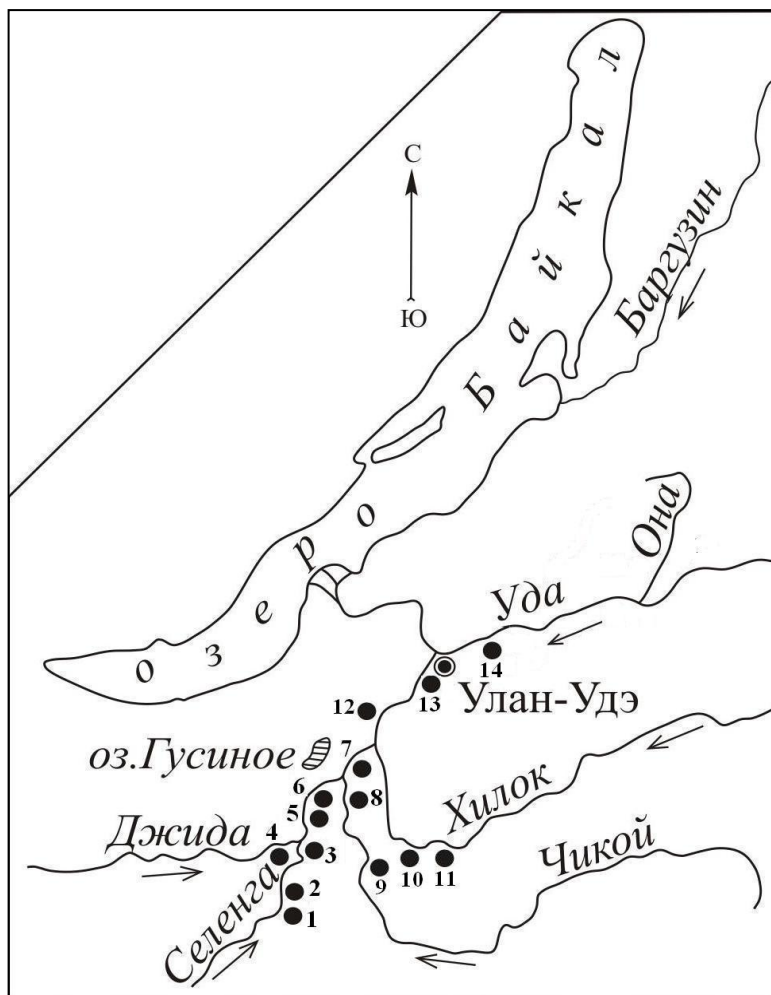 озеро Байкал
С
Ю
Баргузин
Она
Уда
14
13
Улан-Удэ
12
оз.Гусиное
7
6
8
5
Хилок
Джида
4
3
Чикой
9
10
11
Селенга
2
1